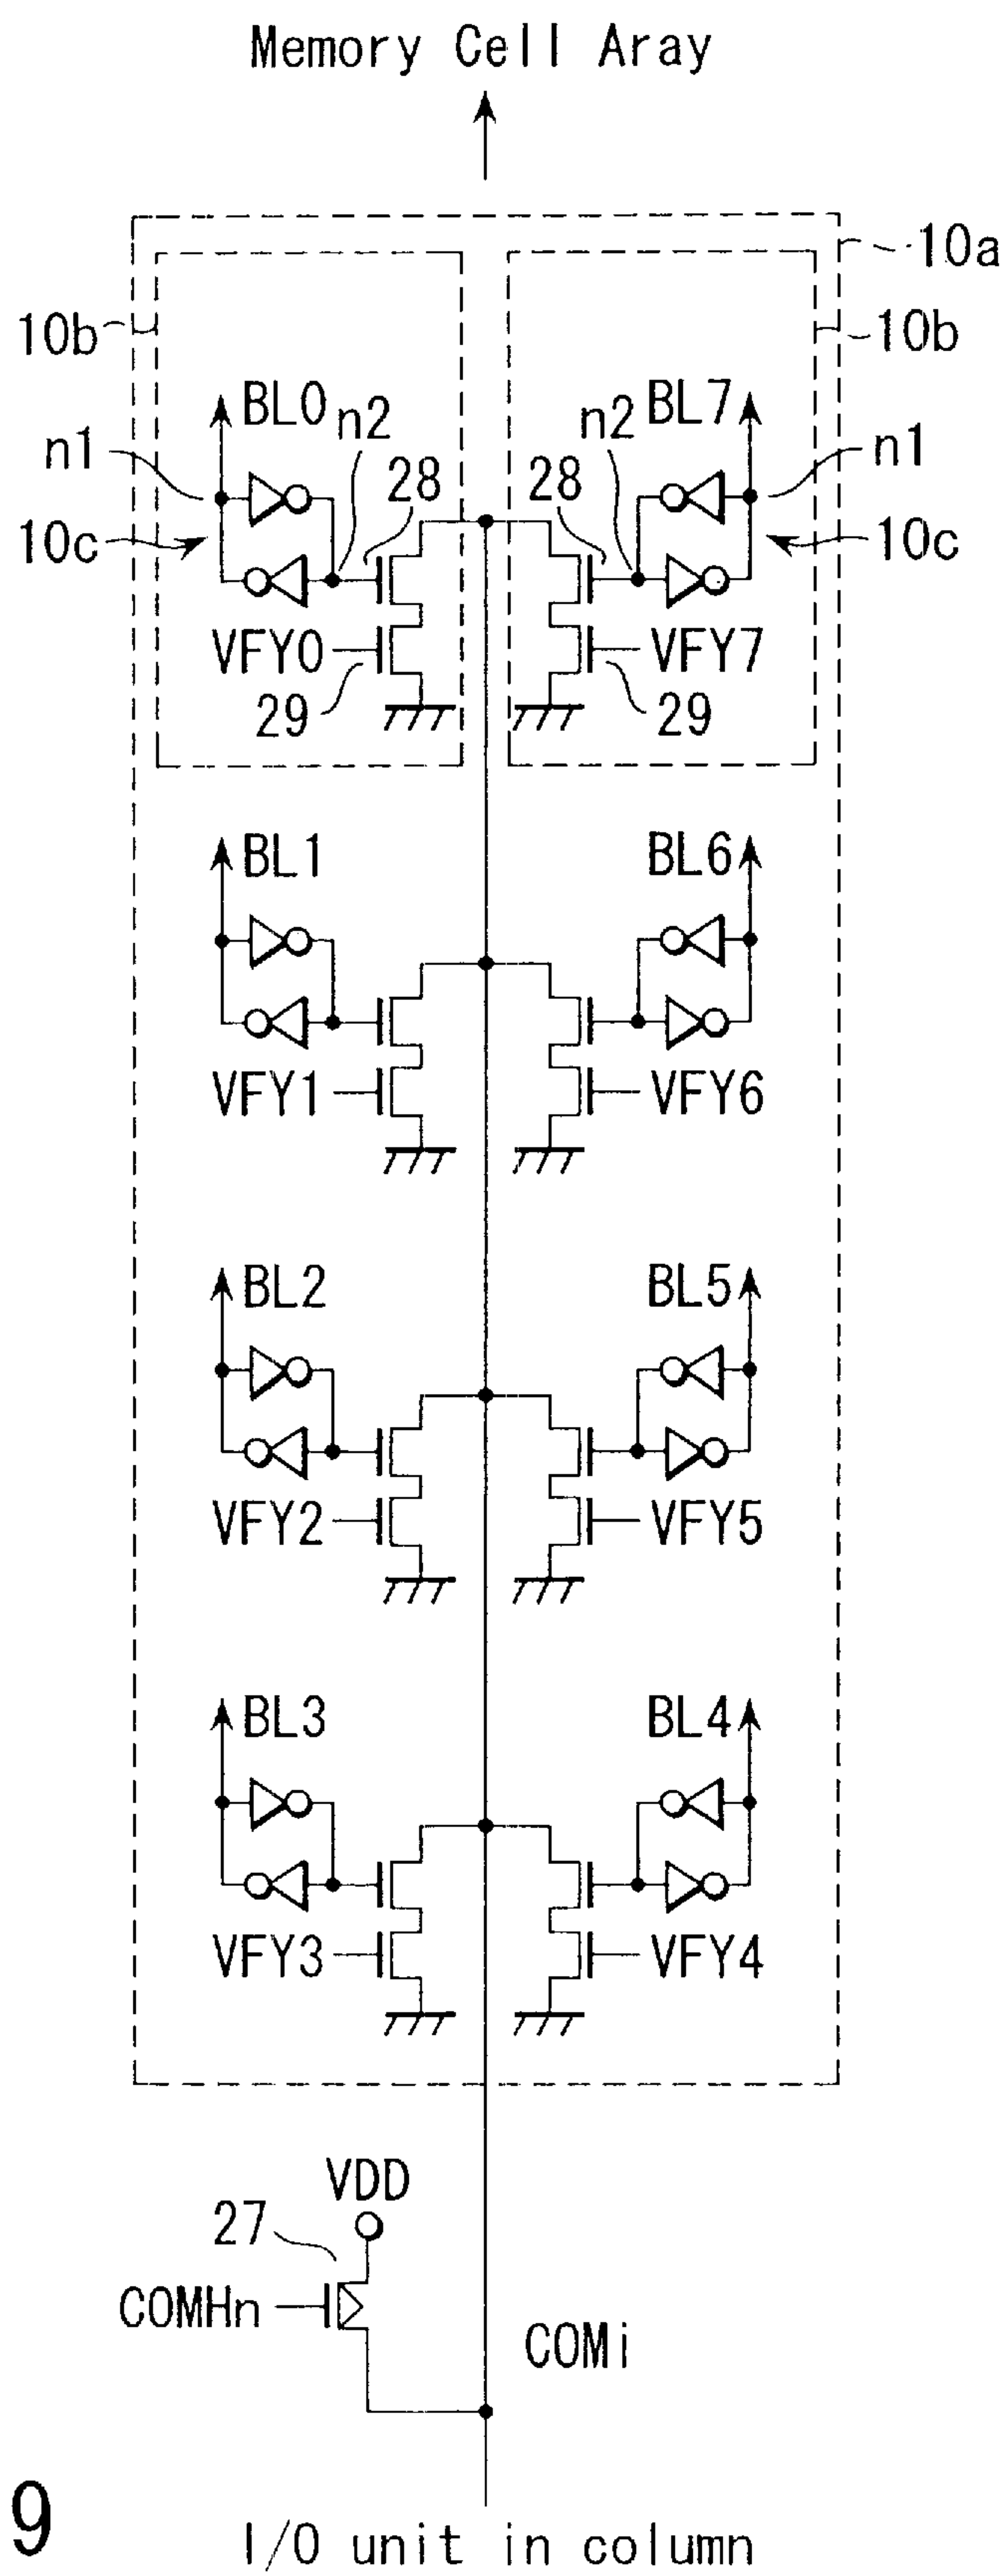 Memory Cell Aray
10a
10b
10b
BL0
n2
n2
BL7
n1
n1
28
28
10c
10c
VFY0
VFY7
29
29
BL1
BL6
VFY1
VFY6
BL2
BL5
VFY2
VFY5
BL3
BL4
VFY3
VFY4
VDD
27
COMHn
COMi
9
I/O unit in column